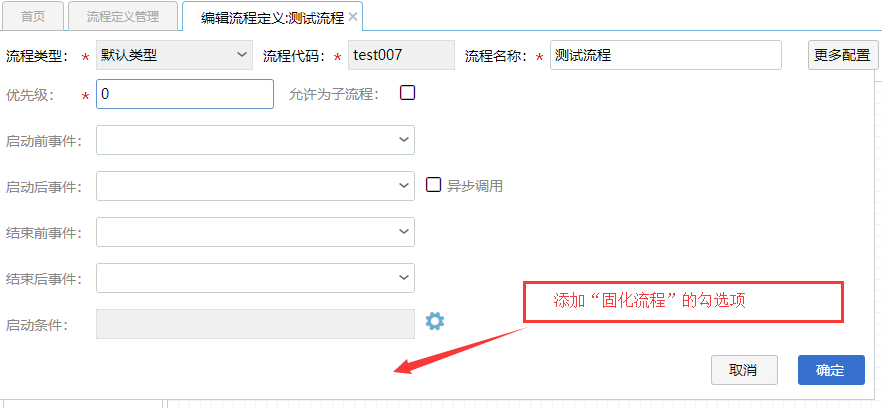 首页 流程定义管理 编辑流程定义:测试流程 ×
流程类型： * 默认类型 流程代码： * test007 流程名称： * 测试流程 更多配置
优先级： * 0 允许为子流程：
启动前事件：
启动后事件： 异步调用
结束前事件：
结束后事件：
添加“固化流程”的勾选项
启动条件：
取消 确定